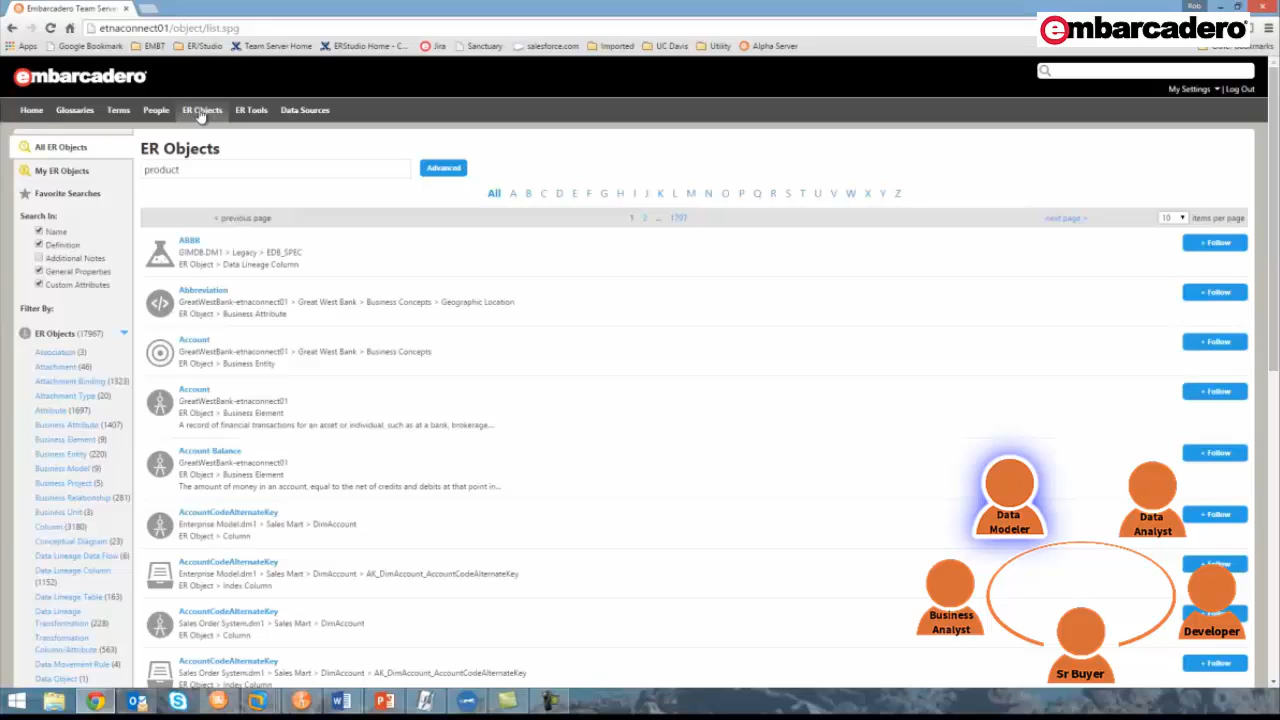 Embarcadero Team Serve
Rob
etnaconnect01/object/list.spg
Apps Google Bookmark EMBT ER/Studio Team Server Home ERStudio Home - C... Jira Sanctuary salesforce.com Imported UC Davis Utility Alpha Server Other Bookmarks
embarcadero
embarcadero
My Settings | Log Out
Home Glossaries Terms People ER Objects ER Tools Data Sources
All ER Objects
My ER Objects
Favorite Searches
Search In:
Name
Definition
Additional Notes
General Properties
Custom Attributes
Filter By:
ER Objects (17967)
Association (3)
Attachment (46)
Attachment Binding (1323)
Attachment Type (20)
Attribute (1697)
Business Attribute (1407)
Business Element (9)
Business Entity (220)
Business Model (9)
Business Project (5)
Business Relationship (281)
Business Unit (3)
Column (3180)
Conceptual Diagram (23)
Data Lineage Data Flow (6)
Data Lineage Column
(1152)
Data Lineage Table (163)
Data Lineage
Transformation (228)
Transformation
Column/Attribute (563)
Data Movement Rule (4)
Data Object (1)
ER Objects
product
Advanced
All A B C D E F G H I J K L M N O P Q R S T U V W X Y Z
< previous page 1 2 ... 1797 next page > 10 items per page
ABBR
GIMDB.DM1 > Legacy > EDB_SPEC
ER Object > Data Lineage Column
+ Follow
Abbreviation
GreatWestBank-etnaconnect01 > Great West Bank > Business Concepts > Geographic Location
ER Object > Business Attribute
+ Follow
Account
GreatWestBank-etnaconnect01 > Great West Bank > Business Concepts
ER Object > Business Entity
+ Follow
Account
GreatWestBank-etnaconnect01
ER Object > Business Element
A record of financial transactions for an asset or individual, such as at a bank, brokerage...
+ Follow
Account Balance
GreatWestBank-etnaconnect01
ER Object > Business Element
The amount of money in an account, equal to the net of credits and debits at that point in...
+ Follow
AccountCodeAlternateKey
Enterprise Model.dm1 > Sales Mart > DimAccount
ER Object > Column
+ Follow
AccountCodeAlternateKey
Enterprise Model.dm1 > Sales Mart > DimAccount > AK_DimAccount_AccountCodeAlternateKey
ER Object > Index Column
AccountCodeAlternateKey
Sales Order System.dm1 > Sales Mart > DimAccount
ER Object > Column
AccountCodeAlternateKey
Sales Order System.dm1 > Sales Mart > DimAccount > AK_DimAccount_AccountCodeAlternateKey
ER Object > Index Column
+ Follow
Data
Modeler
Data
Analyst
Business
Analyst
Developer
Sr Buyer